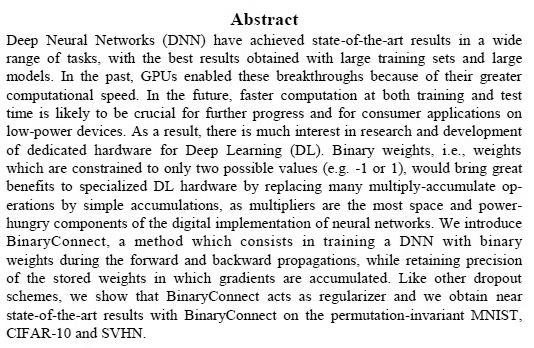 Abstract
Deep Neural Networks (DNN) have achieved state-of-the-art results in a wide
range of tasks, with the best results obtained with large training sets and large
models. In the past, GPUs enabled these breakthroughs because of their greater
computational speed. In the future, faster computation at both training and test
time is likely to be crucial for further progress and for consumer applications on
low-power devices. As a result, there is much interest in research and development
of dedicated hardware for Deep Learning (DL). Binary weights, i.e., weights
which are constrained to only two possible values (e.g. -1 or 1), would bring great
benefits to specialized DL hardware by replacing many multiply-accumulate op-
erations by simple accumulations, as multipliers are the most space and power-
hungry components of the digital implementation of neural networks. We introduce
BinaryConnect, a method which consists in training a DNN with binary
weights during the forward and backward propagations, while retaining precision
of the stored weights in which gradients are accumulated. Like other dropout
schemes, we show that BinaryConnect acts as regularizer and we obtain near
state-of-the-art results with BinaryConnect on the permutation-invariant MNIST,
CIFAR-10 and SVHN.